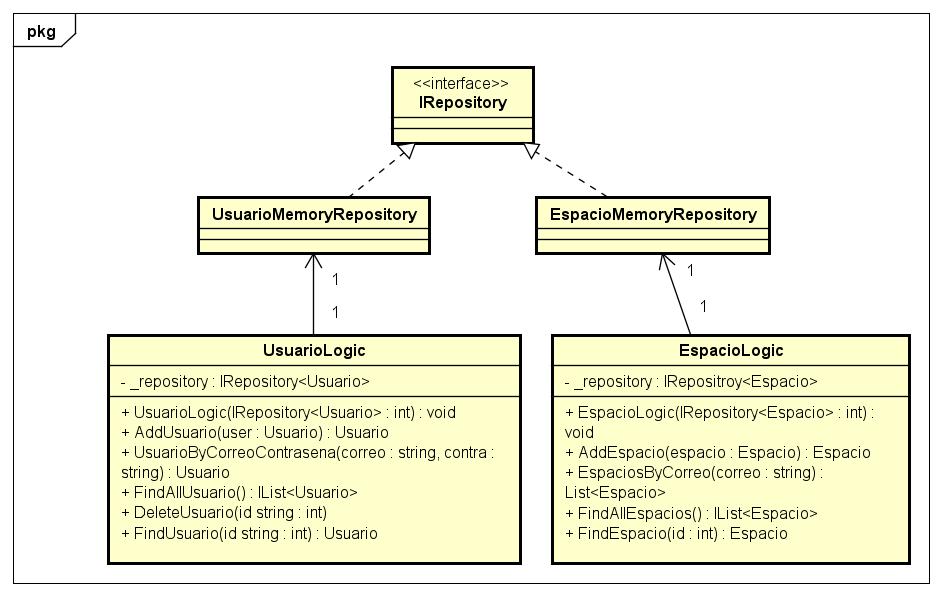 pkg
<<interface>>
IRepository
UsuarioMemoryRepository
EspacioMemoryRepository
1
1
1
1
UsuarioLogic
- _repository : IRepository<Usuario>
+ UsuarioLogic(IRepository<Usuario> : int) : void
+ AddUsuario(user : Usuario) : Usuario
+ UsuarioByCorreoContrasena(correo : string, contra :
string) : Usuario
+ FindAllUsuario() : IList<Usuario>
+ DeleteUsuario(id string : int)
+ FindUsuario(id string : int) : Usuario
EspacioLogic
- _repository : IRepositroy<Espacio>
+ EspacioLogic(IRepository<Espacio> : int) :
void
+ AddEspacio(espacio : Espacio) : Espacio
+ EspaciosByCorreo(correo : string) :
List<Espacio>
+ FindAllEspacios() : IList<Espacio>
+ FindEspacio(id : int) : Espacio